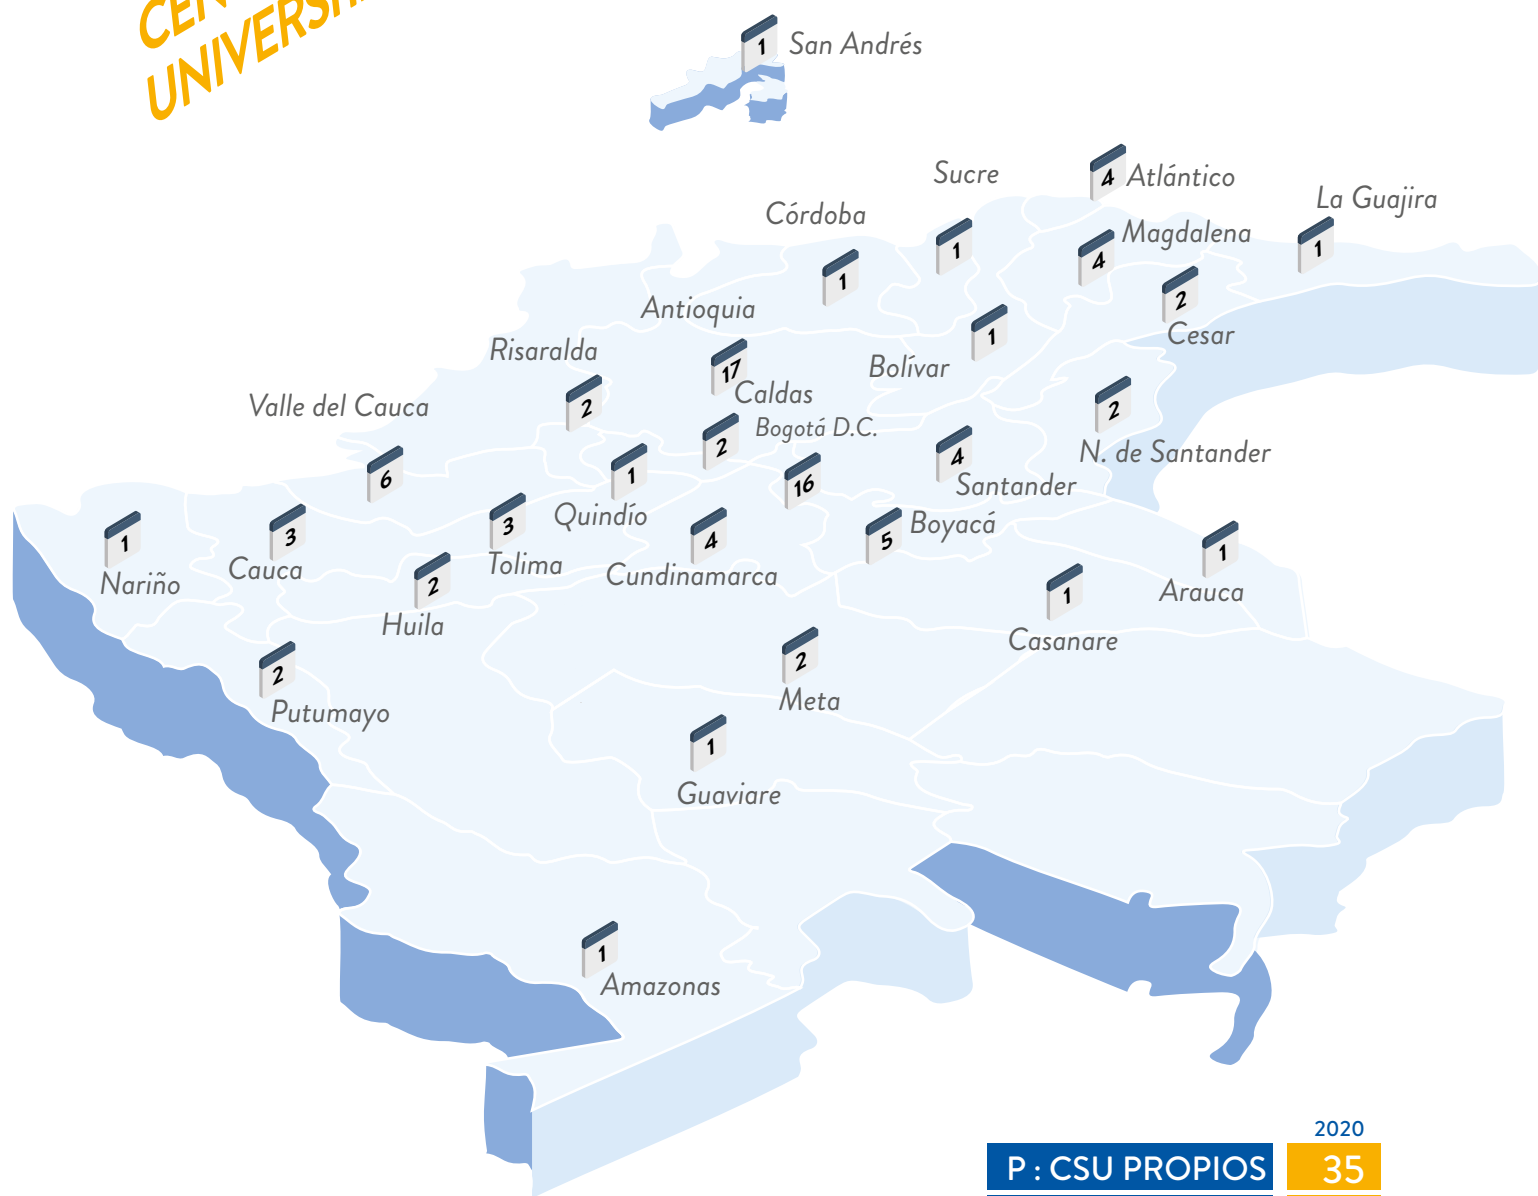 1 San Andrés
Sucre
4 Atlántico
La Guajira
1
Córdoba
1
Magdalena
4
1
2
Cesar
Antioquia
17
1
Bolívar
Risaralda
2
Caldas
2
Valle del Cauca
6
Bogotá D.C.
16
2
N. de Santander
4
Santander
1
Quindío
3
Tolima
4
Cundinamarca
5 Boyacá
1
Nariño
3
Cauca
2
Huila
1
Arauca
1
Casanare
2
Putumayo
2
Meta
1
Guaviare
1
Amazonas
2020
P : CSU PROPIOS 35